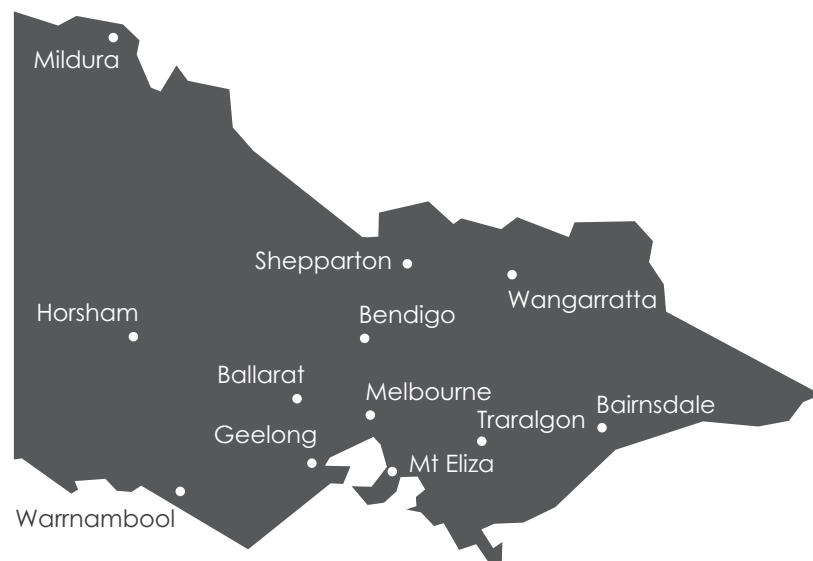 Mildura
Shepparton
Wangarratta
Horsham
Bendigo
Ballarat
Melbourne
Bairnsdale
Traralgon
Geelong
Mt Eliza
Warrnambool